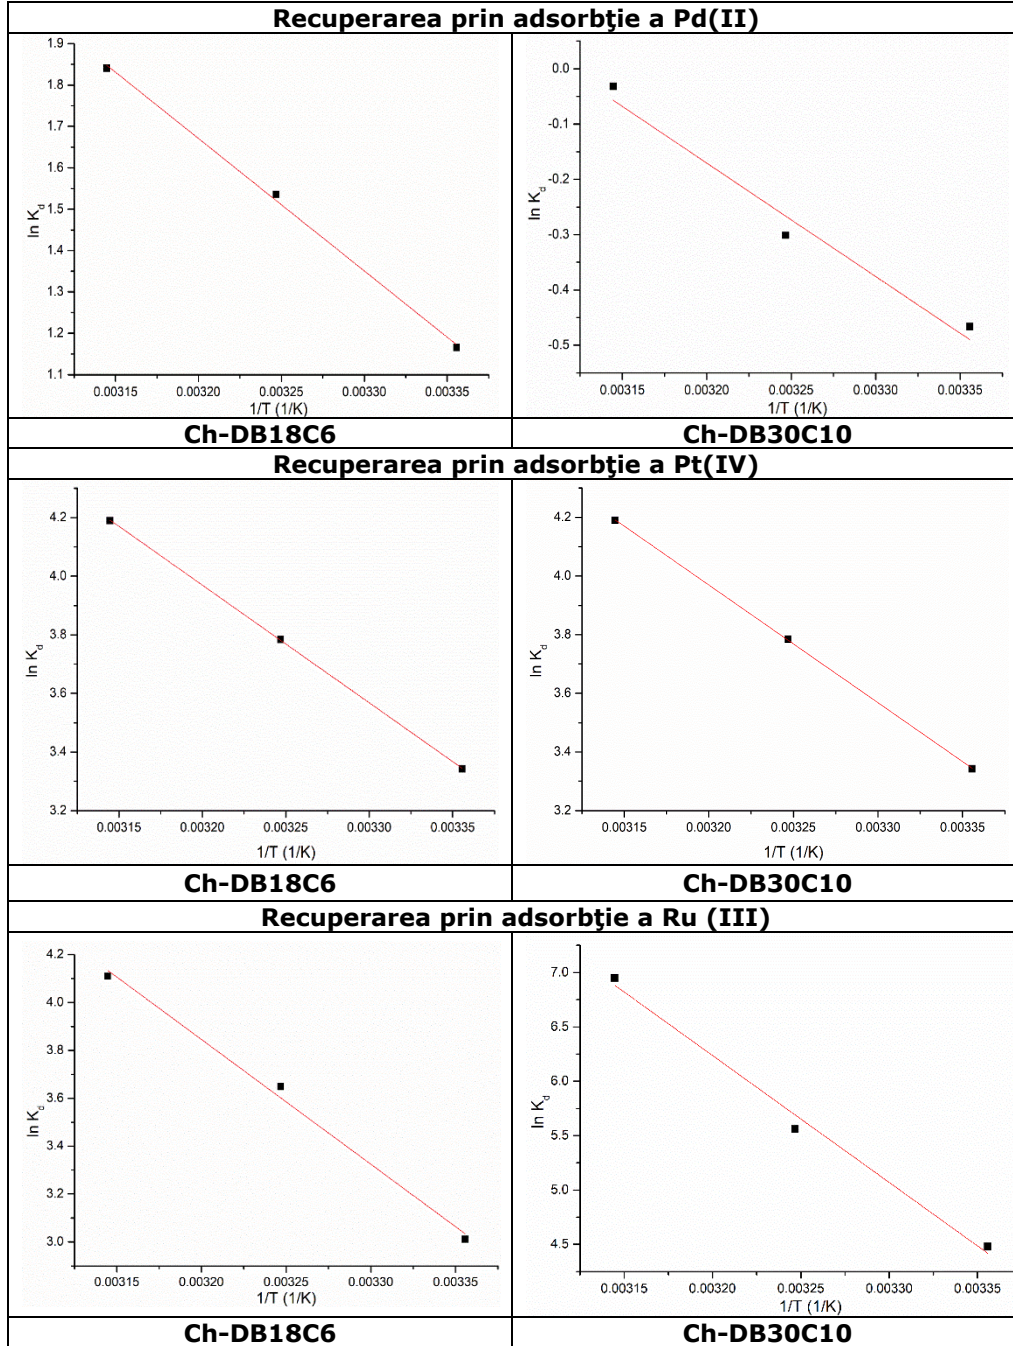 Recuperarea prin adsorbţie a Pd(II)
1.9
1.8
1.7
1.6
1.5
1.4
1.3
1.2
1.1
ln Kd
0.00315 0.00320 0.00325 0.00330 0.00335
1/T (1/K)
0.0
-0.1
-0.2
-0.3
-0.4
-0.5
ln Kd
0.00315 0.00320 0.00325 0.00330 0.00335
1/T (1/K)
Ch-DB18C6 Ch-DB30C10
Recuperarea prin adsorbţie a Pt(IV)
4.2
4.0
3.8
3.6
3.4
3.2
ln Kd
0.00315 0.00320 0.00325 0.00330 0.00335
1/T (1/K)
4.2
4.0
3.8
3.6
3.4
3.2
ln Kd
0.00315 0.00320 0.00325 0.00330 0.00335
1/T (1/K)
Ch-DB18C6 Ch-DB30C10
Recuperarea prin adsorbţie a Ru (III)
4.2
4.0
3.8
3.6
3.4
3.2
3.0
ln Kd
0.00315 0.00320 0.00325 0.00330 0.00335
1/T (1/K)
7.0
6.5
6.0
5.5
5.0
4.5
ln Kd
0.00315 0.00320 0.00325 0.00330 0.00335
1/T (1/K)
Ch-DB18C6 Ch-DB30C10